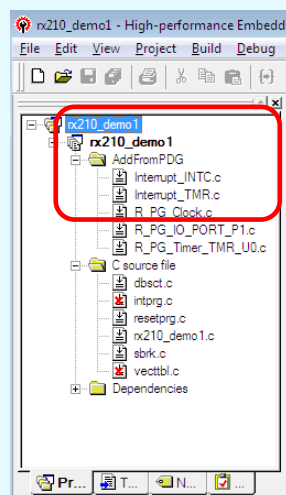 rx210_demo1 - High-performance Embedd
File Edit View Project Build Debug
rx210_demo1
rx210_demo1
AddFromPDG
Interrupt_INTC.c
Interrupt_TMR.c
R_PG_Clock.c
R_PG_IO_PORT_P1.c
R_PG_Timer_TMR_U0.c
C source file
dbsct.c
intprg.c
resetprg.c
rx210_demo1.c
sbrk.c
vecttbl.c
Dependencies
Pr... T... N... ...